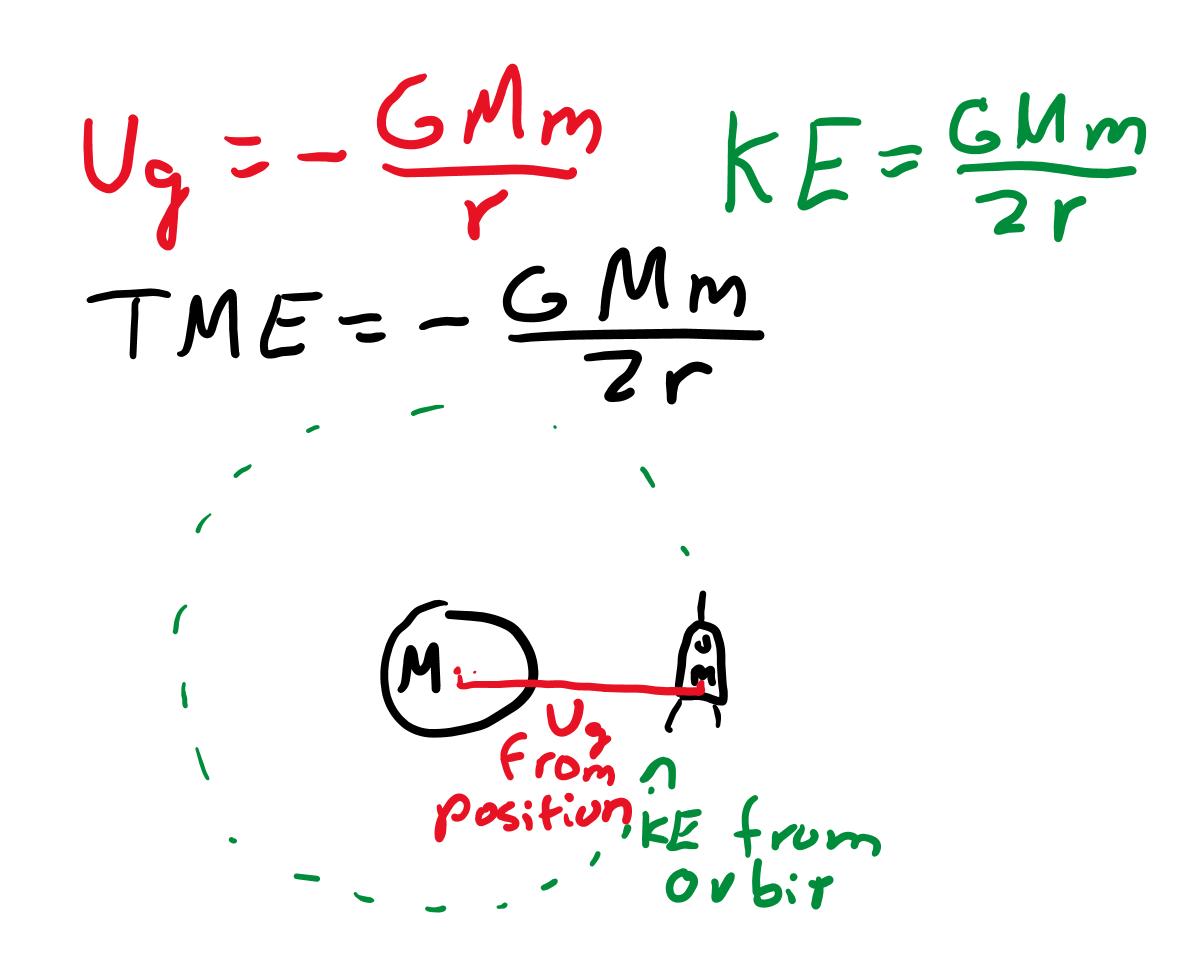 Ug = - GMm/r
KE = GMm/2r
TME = - GMm/2r
M
m
Ug
from
position
KE from
orbit